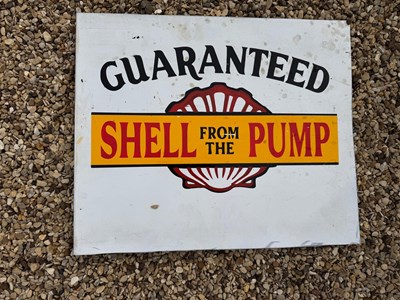 GUARANTEED
SHELL FROM THE PUMP